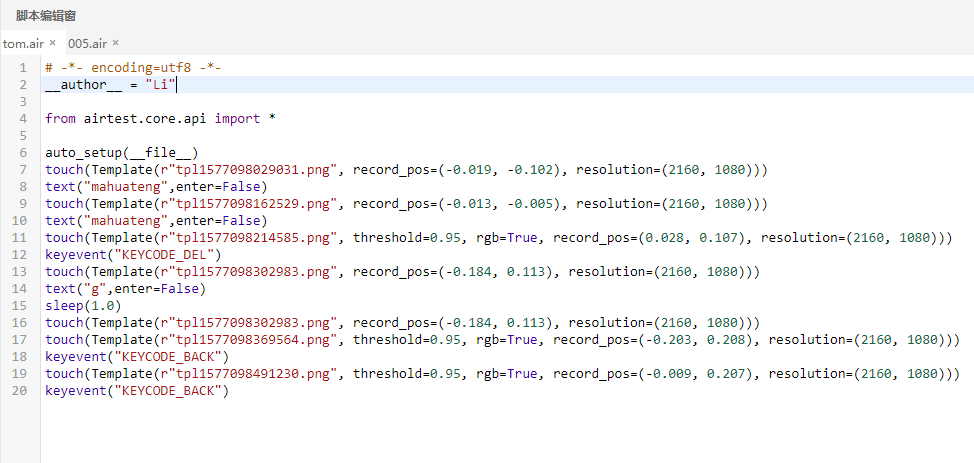 脚本编辑窗
tom.air × 005.air ×
1 # -*- encoding=utf8 -*-
2 __author__ = "Li"
3
4 from airtest.core.api import *
5
6 auto_setup(__file__)
7 touch(Template(r"tpl1577098029031.png", record_pos=(-0.019, -0.102), resolution=(2160, 1080)))
8 text("mahuateng",enter=False)
9 touch(Template(r"tpl1577098162529.png", record_pos=(-0.013, -0.005), resolution=(2160, 1080)))
10 text("mahuateng",enter=False)
11 touch(Template(r"tpl1577098214585.png", threshold=0.95, rgb=True, record_pos=(0.028, 0.107), resolution=(2160, 1080)))
12 keyevent("KEYCODE_DEL")
13 touch(Template(r"tpl1577098302983.png", record_pos=(-0.184, 0.113), resolution=(2160, 1080)))
14 text("g",enter=False)
15 sleep(1.0)
16 touch(Template(r"tpl1577098302983.png", record_pos=(-0.184, 0.113), resolution=(2160, 1080)))
17 touch(Template(r"tpl1577098369564.png", threshold=0.95, rgb=True, record_pos=(-0.203, 0.208), resolution=(2160, 1080)))
18 keyevent("KEYCODE_BACK")
19 touch(Template(r"tpl1577098491230.png", threshold=0.95, rgb=True, record_pos=(-0.009, 0.207), resolution=(2160, 1080)))
20 keyevent("KEYCODE_BACK")